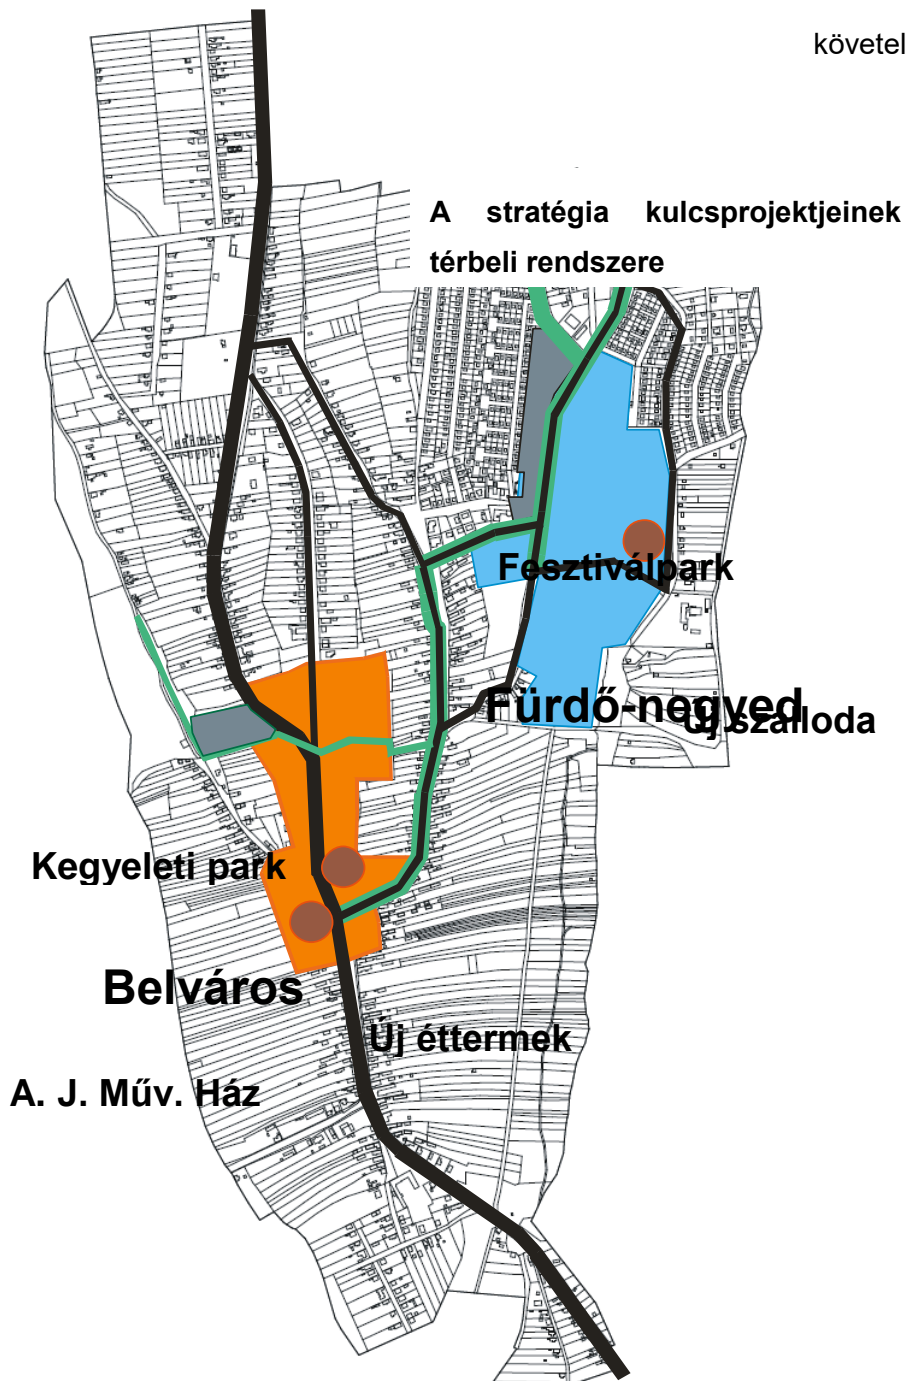 követel
A stratégia kulcsprojektjeinek
térbeli rendszere
Fesztiválpark
Fürdő-negyed
Új szálloda
Kegyeleti park
Belváros
Új éttermek
A. J. Műv. Ház